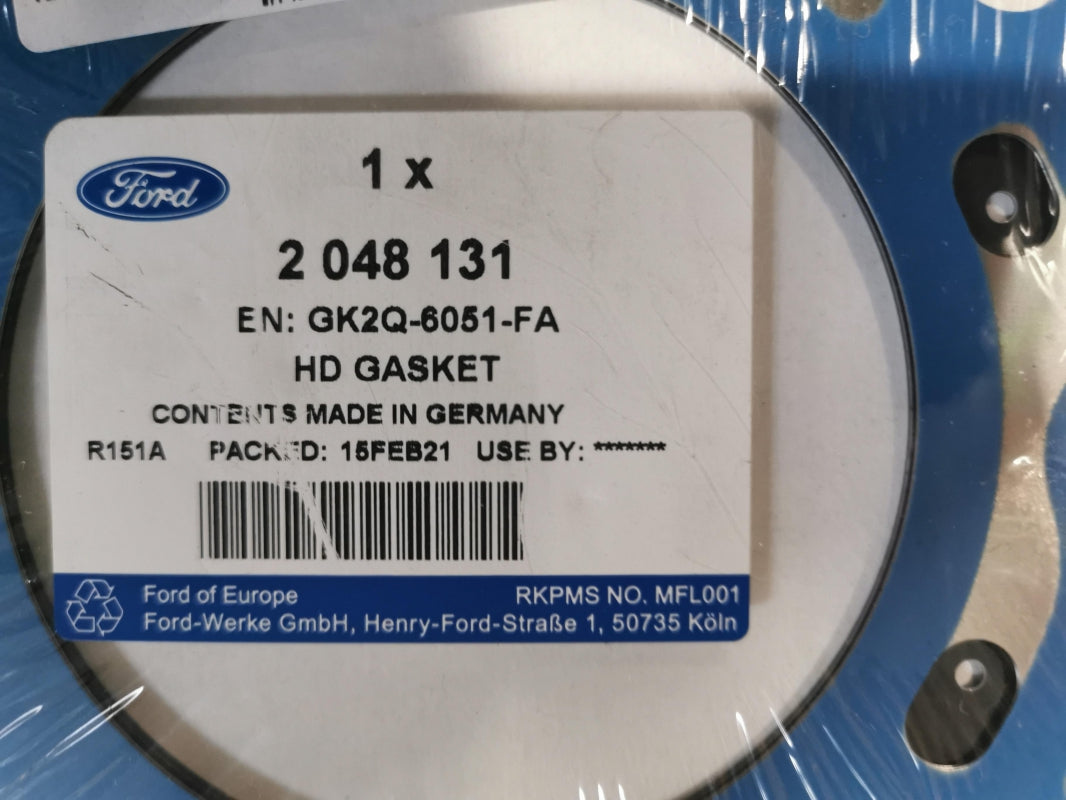 Ford
1 x
2 048 131
EN: GK2Q-6051-FA
HD GASKET
CONTENTS MADE IN GERMANY
R151A PACKED: 15FEB21 USE BY: *******
Ford of Europe RKPMS NO. MFL001
Ford-Werke GmbH, Henry-Ford-Straße 1, 50735 Köln